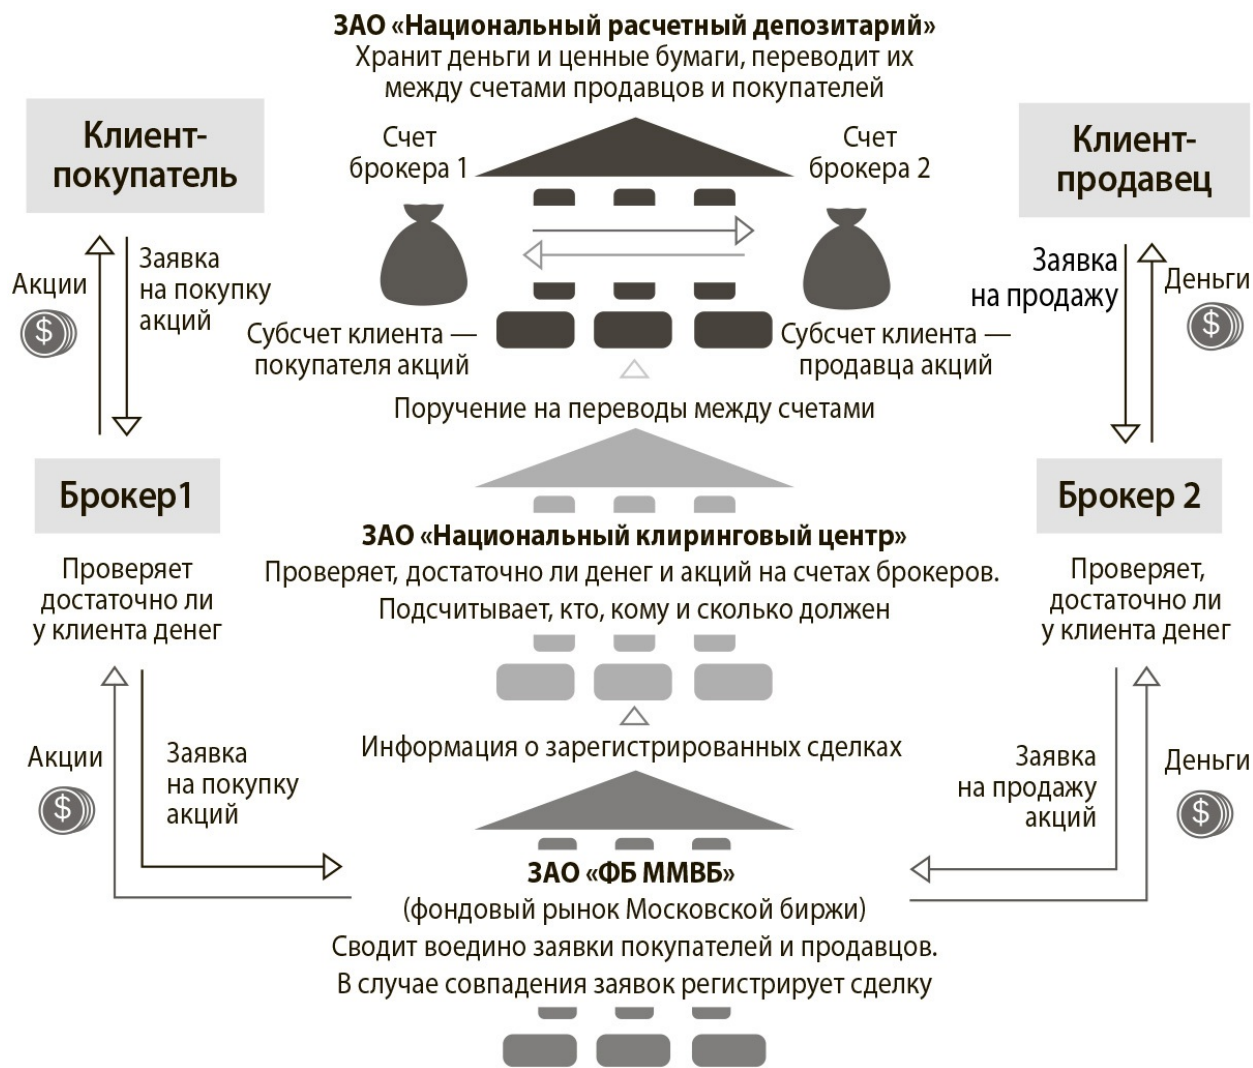 ЗАО «Национальный расчетный депозитарий»
Хранит деньги и ценные бумаги, переводит их
между счетами продавцов и покупателей
Клиент-
покупатель
Счет
брокера 1
Счет
брокера 2
Клиент-
продавец
Акции
$
Заявка
на покупку
акций
Заявка
на продажу
Деньги
$
Субсчет клиента —
покупателя акций
Субсчет клиента —
продавца акций
Поручение на переводы между счетами
Брокер1
Проверяет
достаточно ли
у клиента денег
ЗАО «Национальный клиринговый центр»
Проверяет, достаточно ли денег и акций на счетах брокеров.
Подсчитывает, кто, кому и сколько должен
Брокер 2
Проверяет,
достаточно ли
у клиента денег
Информация о зарегистрированных сделках
Акции
$
Заявка
на покупку
акций
Заявка
на продажу
акций
Деньги
$
ЗАО «ФБ ММВБ»
(фондовый рынок Московской биржи)
Сводит воедино заявки покупателей и продавцов.
В случае совпадения заявок регистрирует сделку